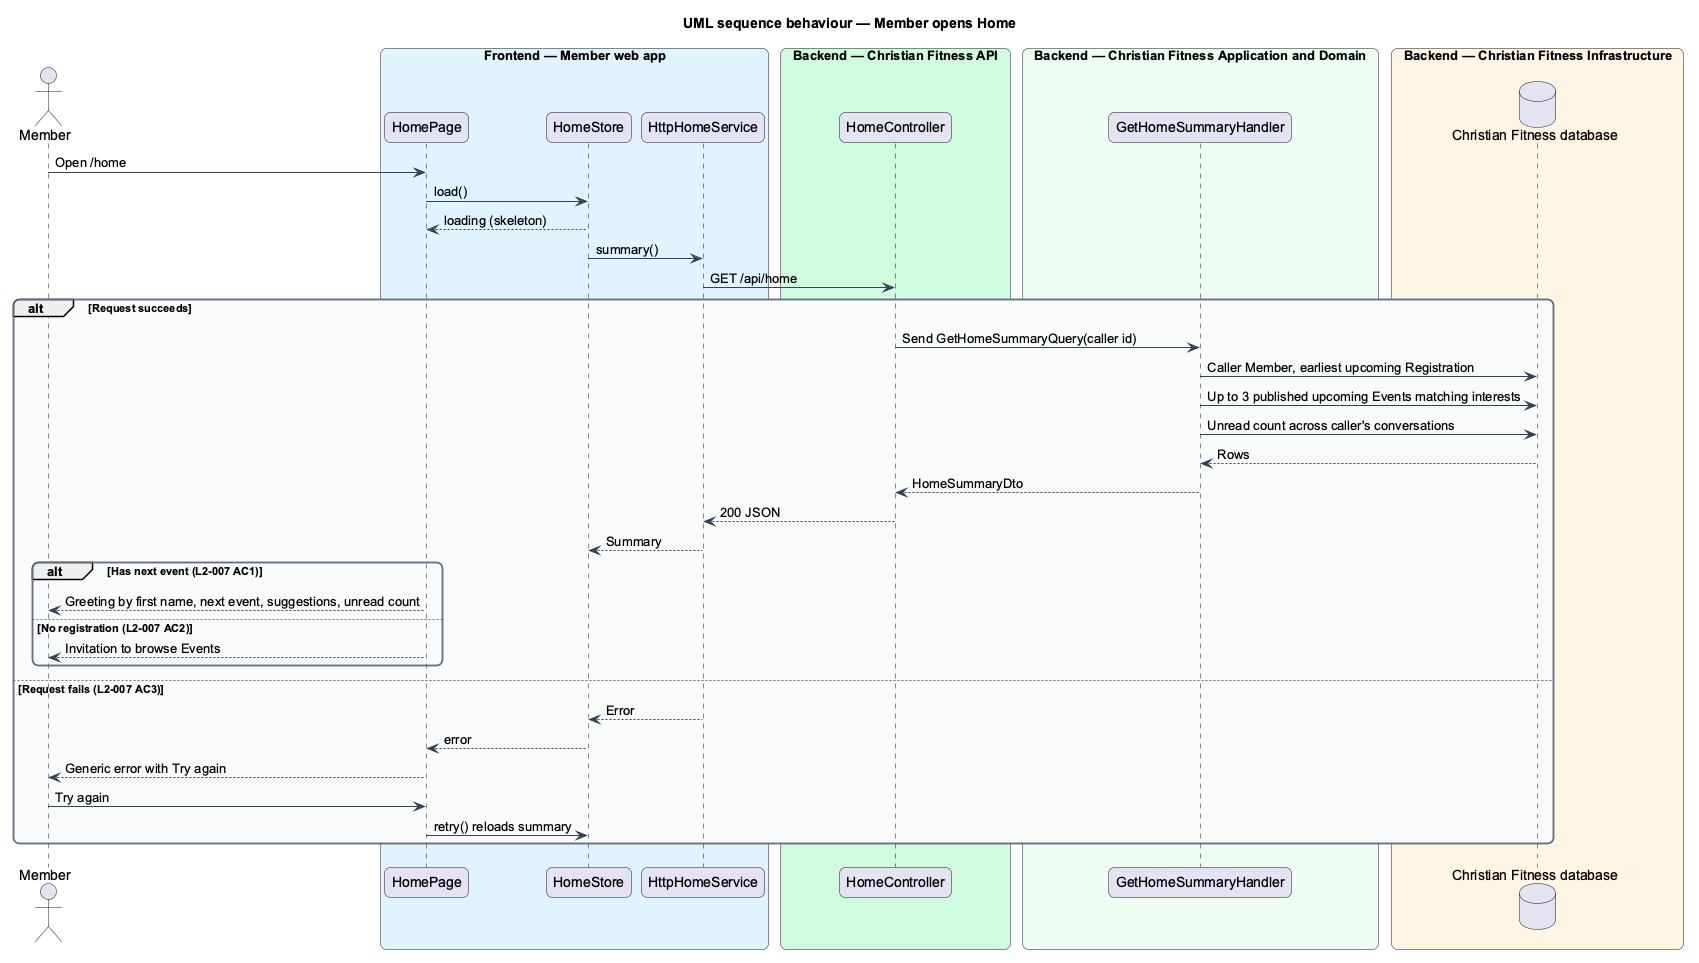 UML sequence behaviour — Member opens Home
Frontend — Member web app
Backend — Christian Fitness API
Backend — Christian Fitness Application and Domain
Backend — Christian Fitness Infrastructure
Member
HomePage
HomeStore
HttpHomeService
HomeController
GetHomeSummaryHandler
Christian Fitness database
Open /home
load()
loading (skeleton)
summary()
GET /api/home
alt
[Request succeeds]
Send GetHomeSummaryQuery(caller id)
Caller Member, earliest upcoming Registration
Up to 3 published upcoming Events matching interests
Unread count across caller's conversations
Rows
HomeSummaryDto
200 JSON
Summary
alt
[Has next event (L2-007 AC1)]
Greeting by first name, next event, suggestions, unread count
[No registration (L2-007 AC2)]
Invitation to browse Events
[Request fails (L2-007 AC3)]
Error
error
Generic error with Try again
Try again
retry() reloads summary
Member
HomePage
HomeStore
HttpHomeService
HomeController
GetHomeSummaryHandler
Christian Fitness database